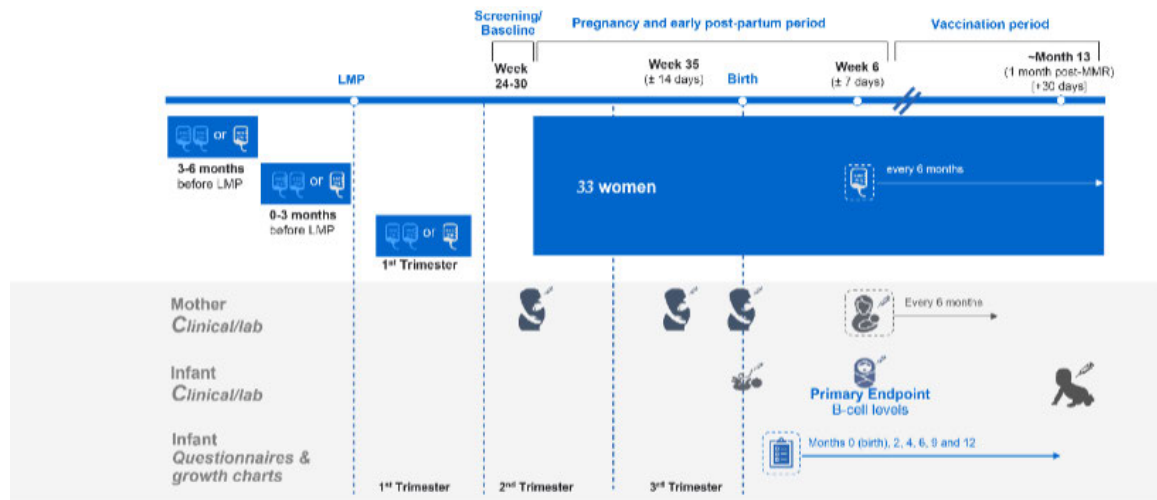 Screening/
Baseline
Pregnancy and early post-partum period
Vaccination period
Week
24-30
Week 35
(± 14 days)
Birth
Week 6
(± 7 days)
~Month 13
(1 month post-MMR)
(+30 days)
LMP
or
3-6 months
before LMP
or
0-3 months
before LMP
or
1st Trimester
33 women
every 6 months
Mother
Clinical/lab
Every 6 months
Infant
Clinical/lab
Primary Endpoint
B-cell levels
Infant
Questionnaires &
growth charts
Months 0 (birth), 2, 4, 6, 9 and 12
1st Trimester
2nd Trimester
3rd Trimester